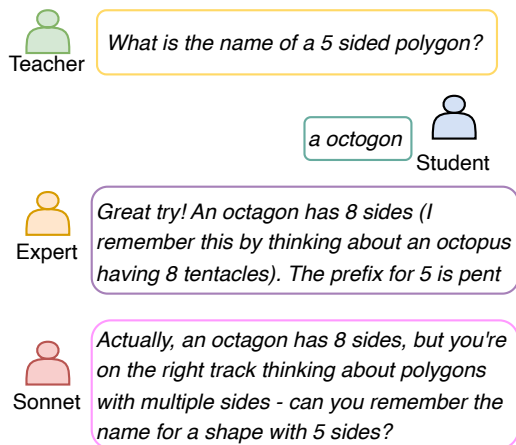 What is the name of a 5 sided polygon?
Teacher
a octogon
Student
Great try! An octagon has 8 sides (I
remember this by thinking about an octopus
having 8 tentacles). The prefix for 5 is pent
Expert
Actually, an octagon has 8 sides, but you're
on the right track thinking about polygons
with multiple sides - can you remember the
name for a shape with 5 sides?
Sonnet